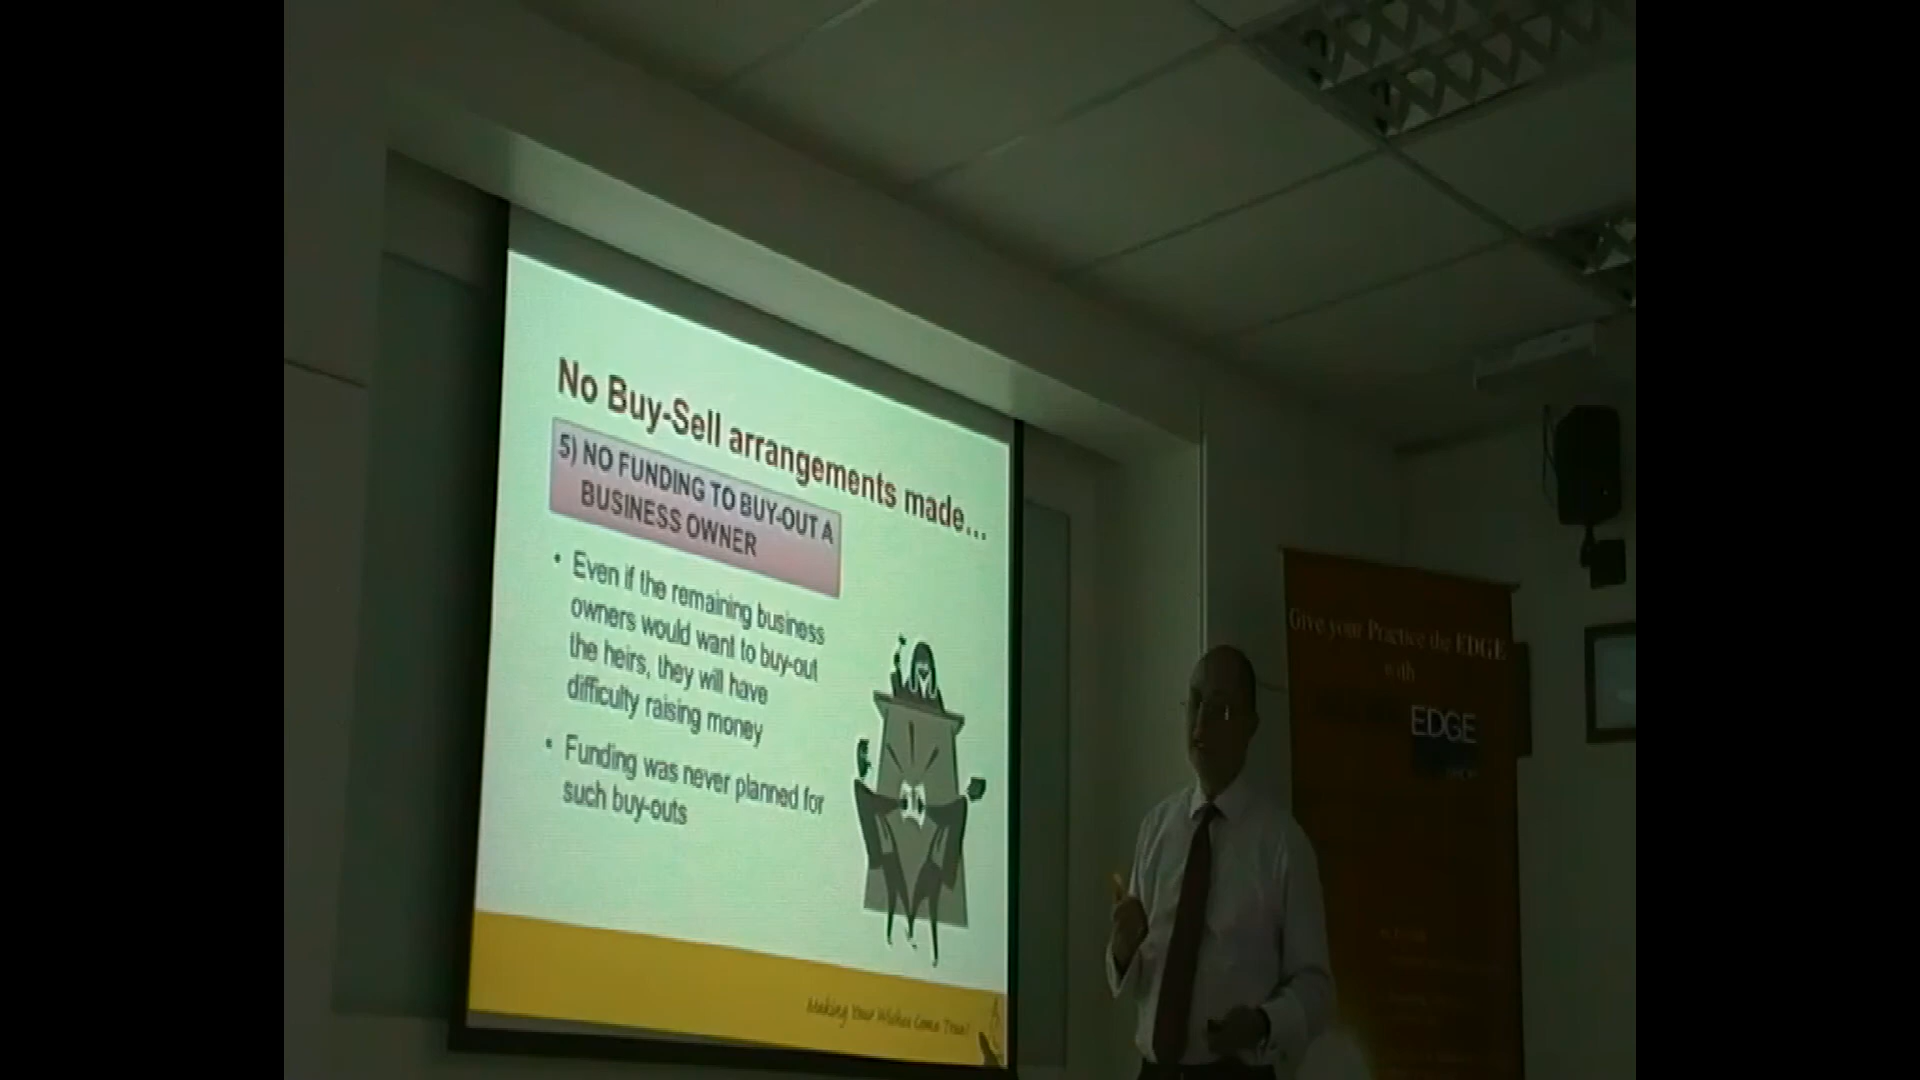 No Buy-Sell arrangements made...
5) NO FUNDING TO BUY-OUT A
BUSINESS OWNER
• Even if the remaining business
owners would want to buy-out
the heirs, they will have
difficulty raising money
• Funding was never planned for
such buy-outs
Making Your Wishes Come True!
Give your Practice the EDGE
with
EDGE